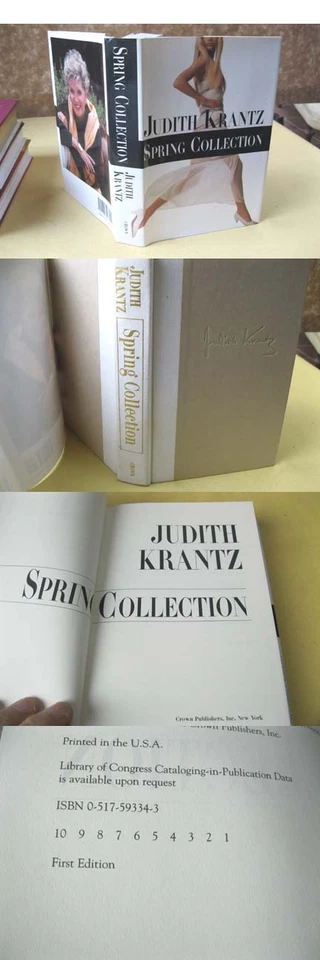 SPRING COLLECTION
JUDITH
KRANTZ
JUDITH KRANTZ
SPRING COLLECTION
JUDITH
KRANTZ
Spring Collection
CROWN
Judith Krantz
JUDITH
KRANTZ
SPRING COLLECTION
Crown Publishers, Inc. New York
Crown Publishers, Inc.
Printed in the U.S.A.
Library of Congress Cataloging-in-Publication Data
is available upon request
ISBN 0-517-59334-3
10 9 8 7 6 5 4 3 2 1
First Edition